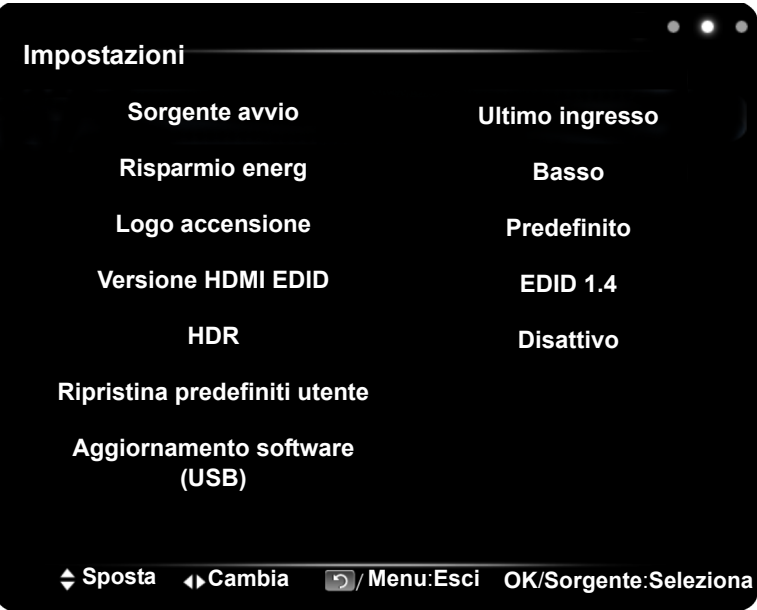 Impostazioni
Sorgente avvio Ultimo ingresso
Risparmio energ Basso
Logo accensione Predefinito
Versione HDMI EDID EDID 1.4
HDR Disattivo
Ripristina predefiniti utente
Aggiornamento software
(USB)
Sposta Cambia /Menu:Esci OK/Sorgente:Seleziona